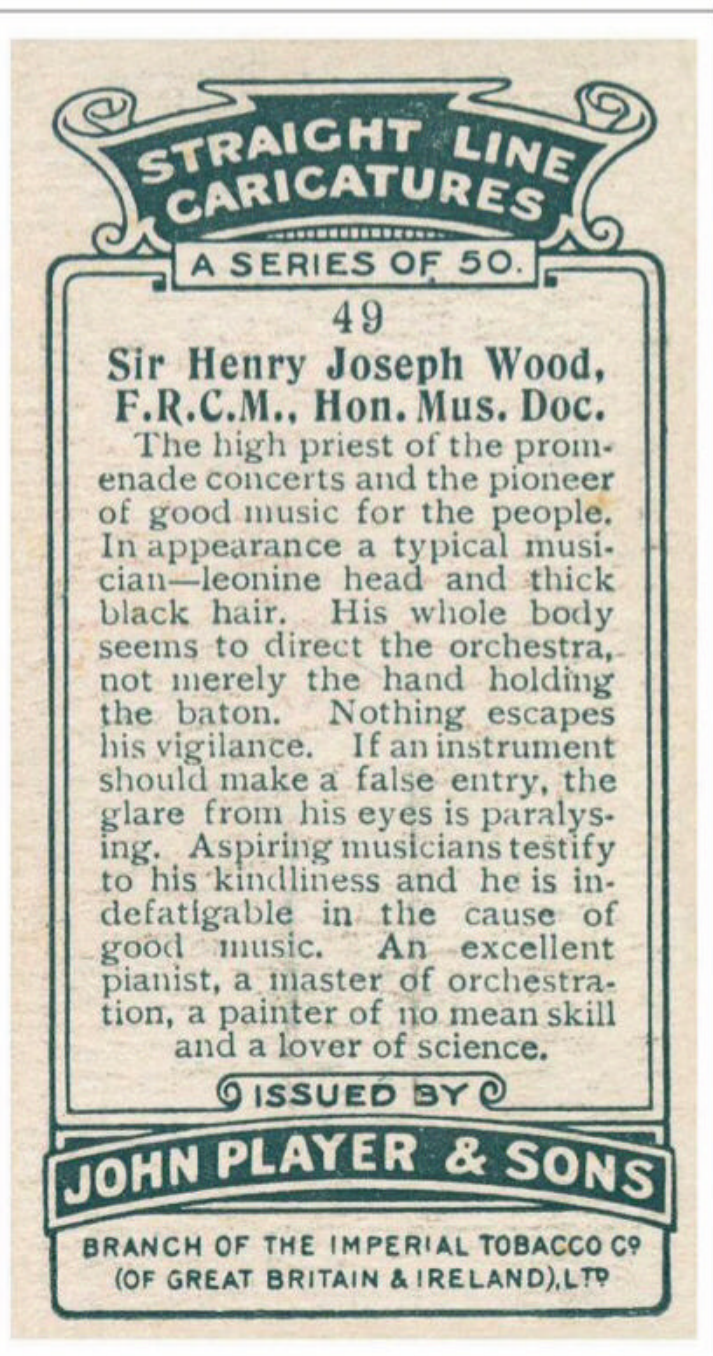 STRAIGHT LINE
CARICATURES
A SERIES OF 50.
49
Sir Henry Joseph Wood,
F.R.C.M., Hon. Mus. Doc.
The high priest of the prom-
enade concerts and the pioneer
of good music for the people.
In appearance a typical musi-
cian—leonine head and thick
black hair. His whole body
seems to direct the orchestra,
not merely the hand holding
the baton. Nothing escapes
his vigilance. If an instrument
should make a false entry, the
glare from his eyes is paralys-
ing. Aspiring musicians testify
to his kindliness and he is in-
defatigable in the cause of
good music. An excellent
pianist, a master of orchestra-
tion, a painter of no mean skill
and a lover of science.
ISSUED BY
JOHN PLAYER & SONS
BRANCH OF THE IMPERIAL TOBACCO Cº
(OF GREAT BRITAIN & IRELAND), LTD